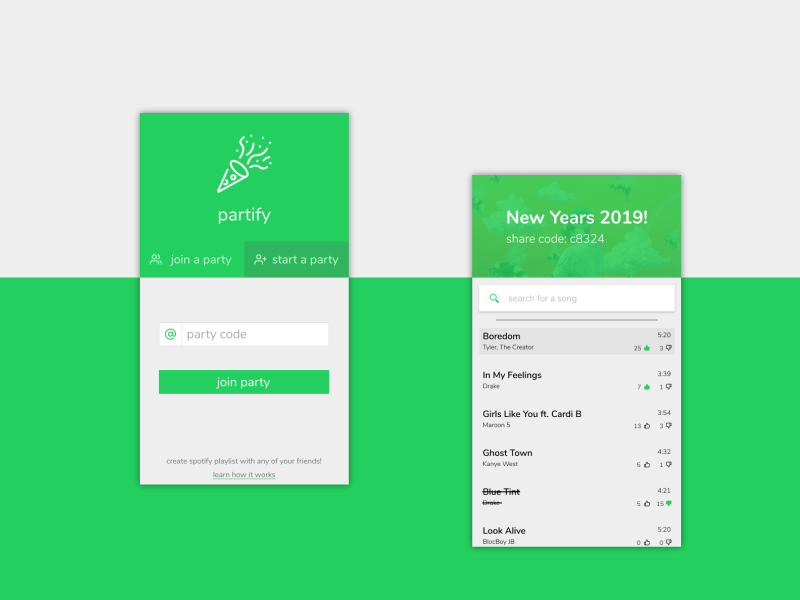 partify
join a party
start a party
@ party code
join party
create spotify playlist with any of your friends!
learn how it works
New Years 2019!
share code: c8324
search for a song
Boredom 5:20
Tyler, The Creator 25 3
In My Feelings 3:39
Drake 7 1
Girls Like You ft. Cardi B 3:54
Maroon 5 13 3
Ghost Town 4:32
Kanye West 5 1
Blue Tint 4:21
Drake 5 15
Look Alive 5:20
BlocBoy JB 0 0